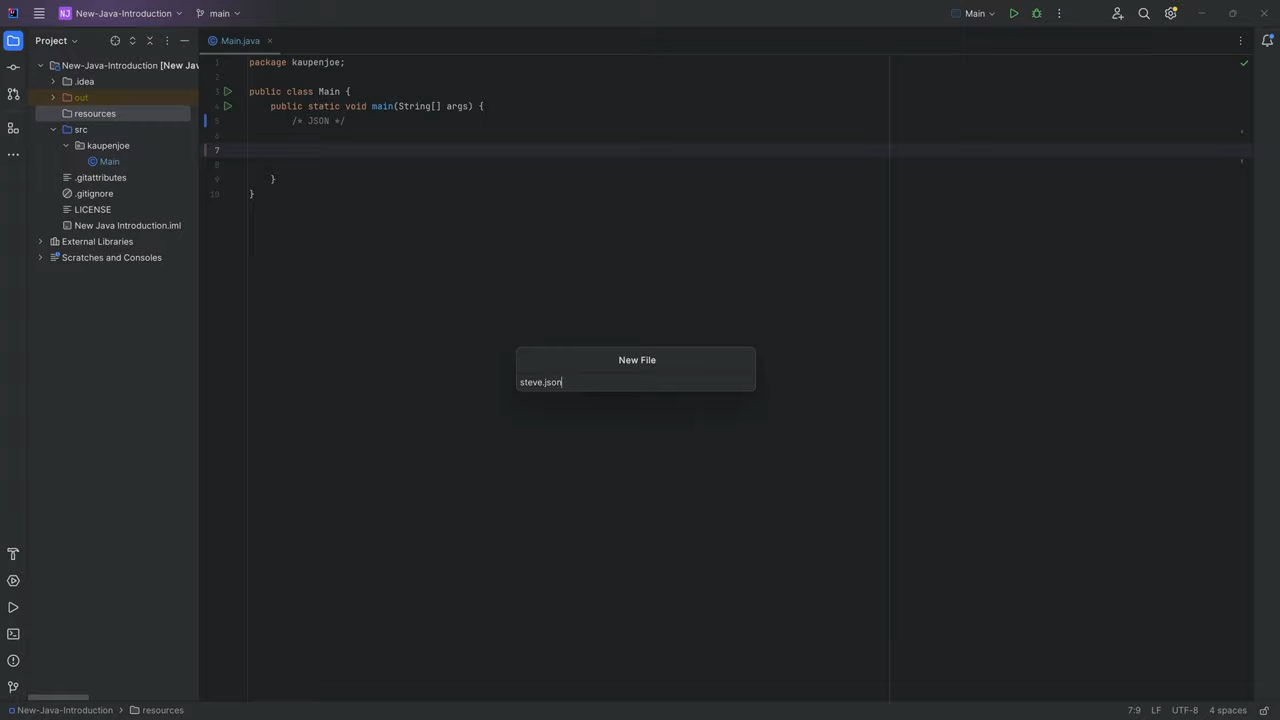 NJ New-Java-Introduction main Main
Project Main.java
New-Java-Introduction [New Jav
.idea
out
resources
src
kaupenjoe
Main
.gitattributes
.gitignore
LICENSE
New Java Introduction.iml
External Libraries
Scratches and Consoles
1 package kaupenjoe;
2
3 public class Main {
4 public static void main(String[] args) {
5 /* JSON */
6
7
8
9 }
10 }
New File
steve.json
New-Java-Introduction > resources 7:9 LF UTF-8 4 spaces